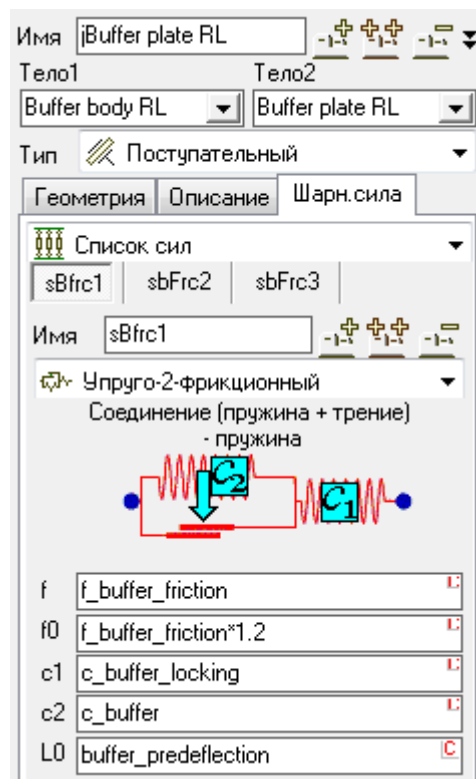 Имя jBuffer plate RL
Тело1 Тело2
Buffer body RL Buffer plate RL
Тип Поступательный
Геометрия Описание Шарн.сила
Список сил
sBfrc1 sbFrc2 sbFrc3
Имя sBfrc1
Упруго-2-фрикционный
Соединение (пружина + трение)
- пружина
C2 C1
f f_buffer_friction C
f0 f_buffer_friction*1.2 C
c1 c_buffer_locking C
c2 c_buffer C
L0 buffer_predeflection C